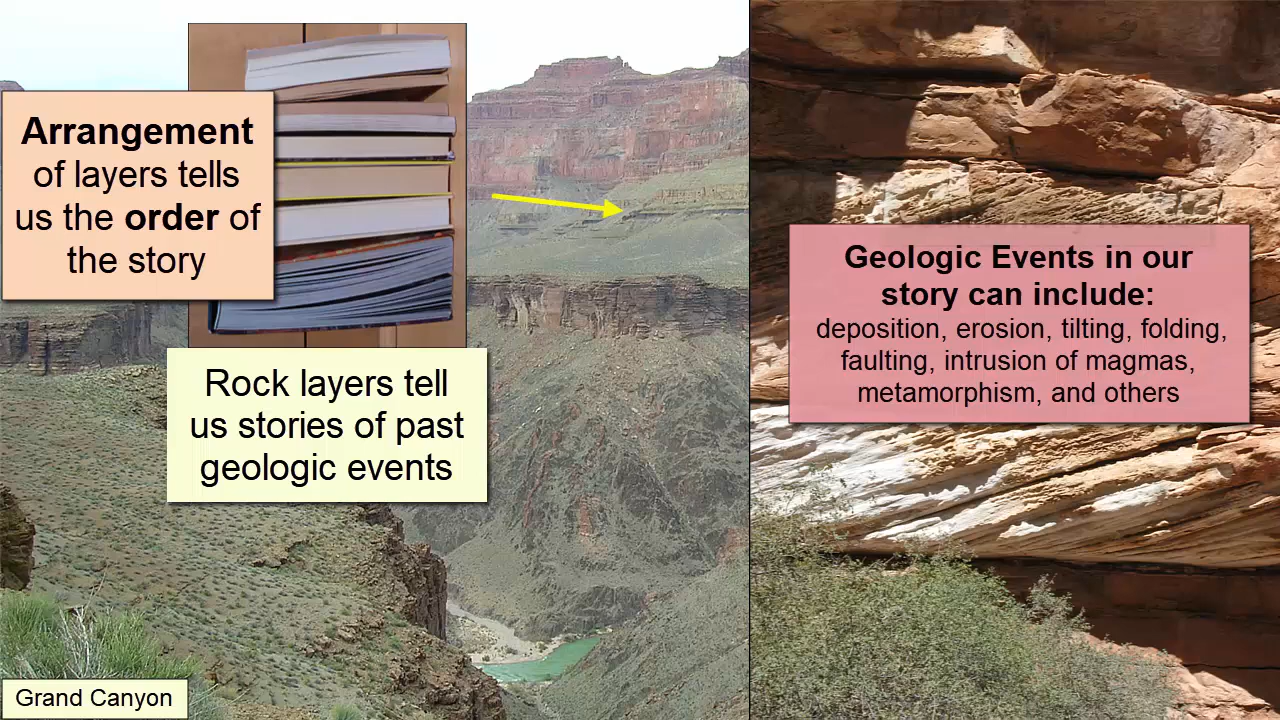 Arrangement
of layers tells
us the order of
the story
Rock layers tell
us stories of past
geologic events
Geologic Events in our
story can include:
deposition, erosion, tilting, folding,
faulting, intrusion of magmas,
metamorphism, and others
Grand Canyon